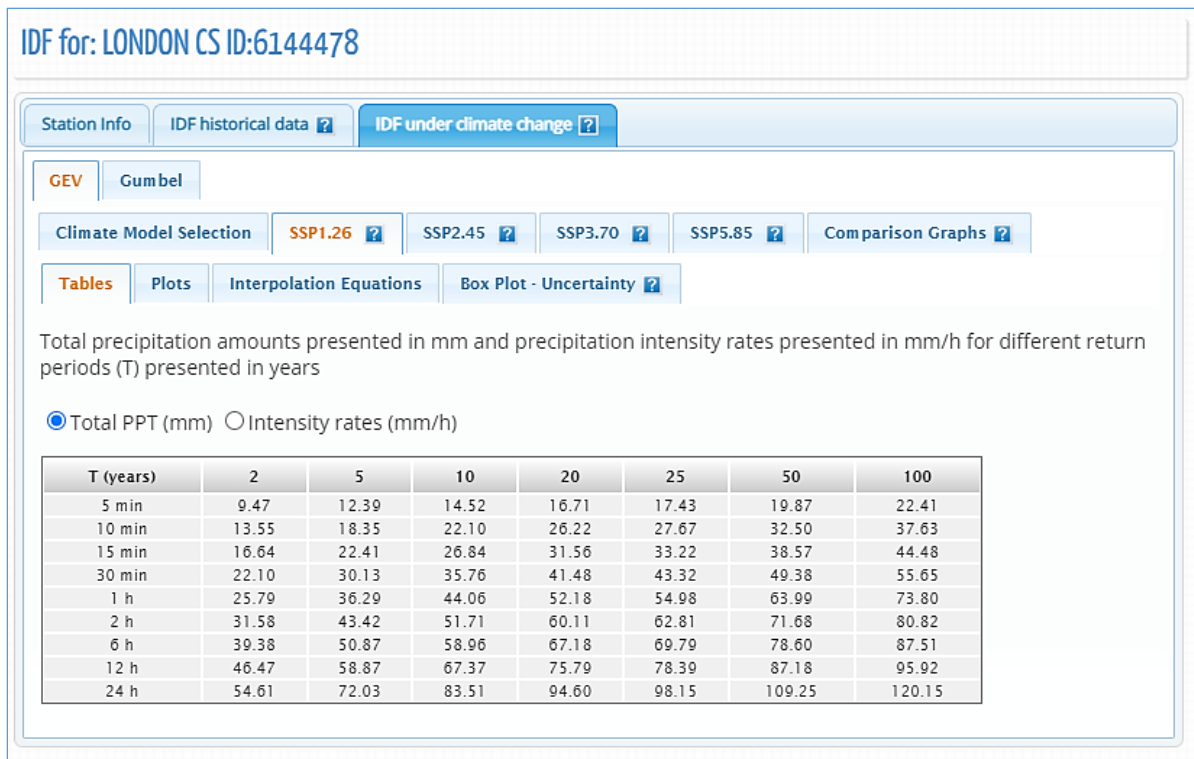 IDF for: LONDON CS ID:6144478
Station Info IDF historical data ? IDF under climate change ?
GEV Gumbel
Climate Model Selection SSP1.26 ? SSP2.45 ? SSP3.70 ? SSP5.85 ? Comparison Graphs ?
Tables Plots Interpolation Equations Box Plot - Uncertainty ?
Total precipitation amounts presented in mm and precipitation intensity rates presented in mm/h for different return
periods (T) presented in years
Total PPT (mm) Intensity rates (mm/h)
T (years) 2 5 10 20 25 50 100
5 min 9.47 12.39 14.52 16.71 17.43 19.87 22.41
10 min 13.55 18.35 22.10 26.22 27.67 32.50 37.63
15 min 16.64 22.41 26.84 31.56 33.22 38.57 44.48
30 min 22.10 30.13 35.76 41.48 43.32 49.38 55.65
1 h 25.79 36.29 44.06 52.18 54.98 63.99 73.80
2 h 31.58 43.42 51.71 60.11 62.81 71.68 80.82
6 h 39.38 50.87 58.96 67.18 69.79 78.60 87.51
12 h 46.47 58.87 67.37 75.79 78.39 87.18 95.92
24 h 54.61 72.03 83.51 94.60 98.15 109.25 120.15